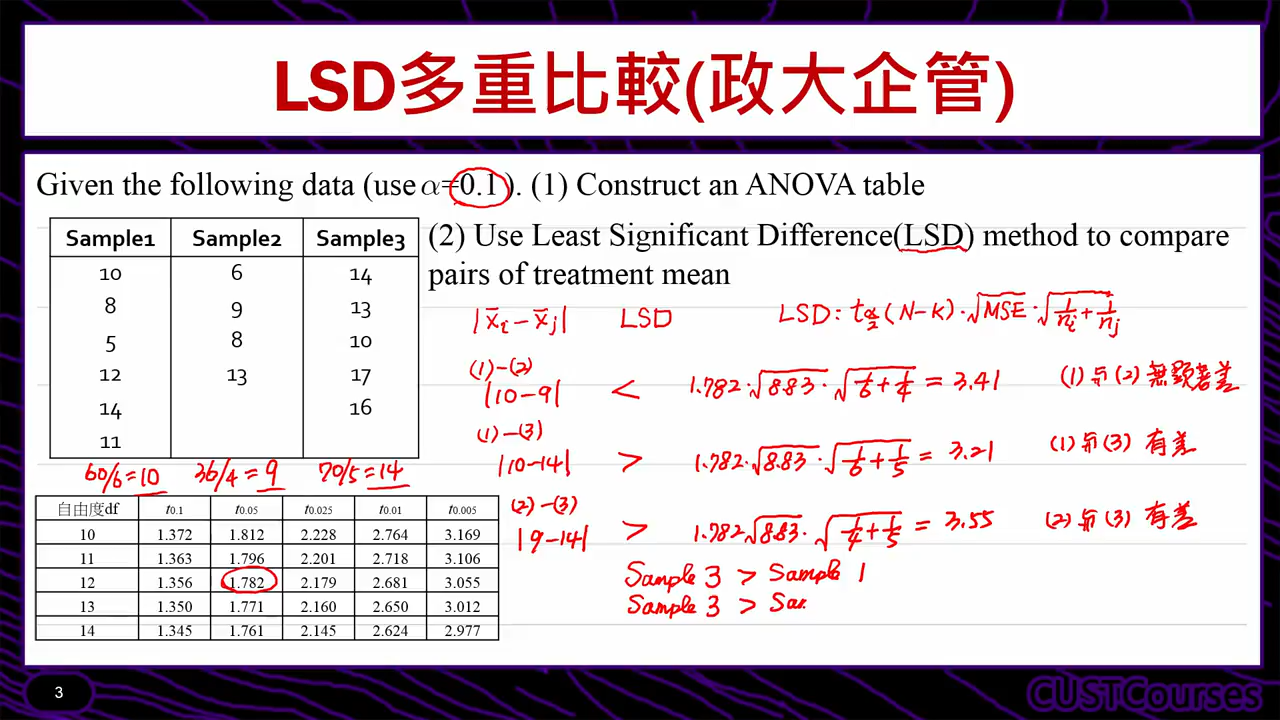 LSD多重比較(政大企管)
Given the following data (use α=0.1 ). (1) Construct an ANOVA table
(2) Use Least Significant Difference(LSD) method to compare
pairs of treatment mean
Sample1 Sample2 Sample3
10 6 14
8 9 13
5 8 10
12 13 17
14 16
11
60/6=10 36/4=9 70/5=14
自由度df t0.1 t0.05 t0.025 t0.01 t0.005
10 1.372 1.812 2.228 2.764 3.169
11 1.363 1.796 2.201 2.718 3.106
12 1.356 1.782 2.179 2.681 3.055
13 1.350 1.771 2.160 2.650 3.012
14 1.345 1.761 2.145 2.624 2.977
|x̄i − x̄j| LSD LSD: tα/2 (N−K)·√MSE·√(1/ni+1/nj)
(1)−(2)
|10−9| < 1.782·√8.83·√(1/6+1/4) = 3.41 (1)与(2)無顯著差
(1)−(3)
|10−14| > 1.782·√8.83·√(1/6+1/5) = 3.21 (1)与(3)有差
(2)−(3)
|9−14| > 1.782√8.83·√(1/4+1/5) = 3.55 (2)与(3)有差
Sample 3 > Sample 1
Sample 3 > Sam
3
CUSTCourses